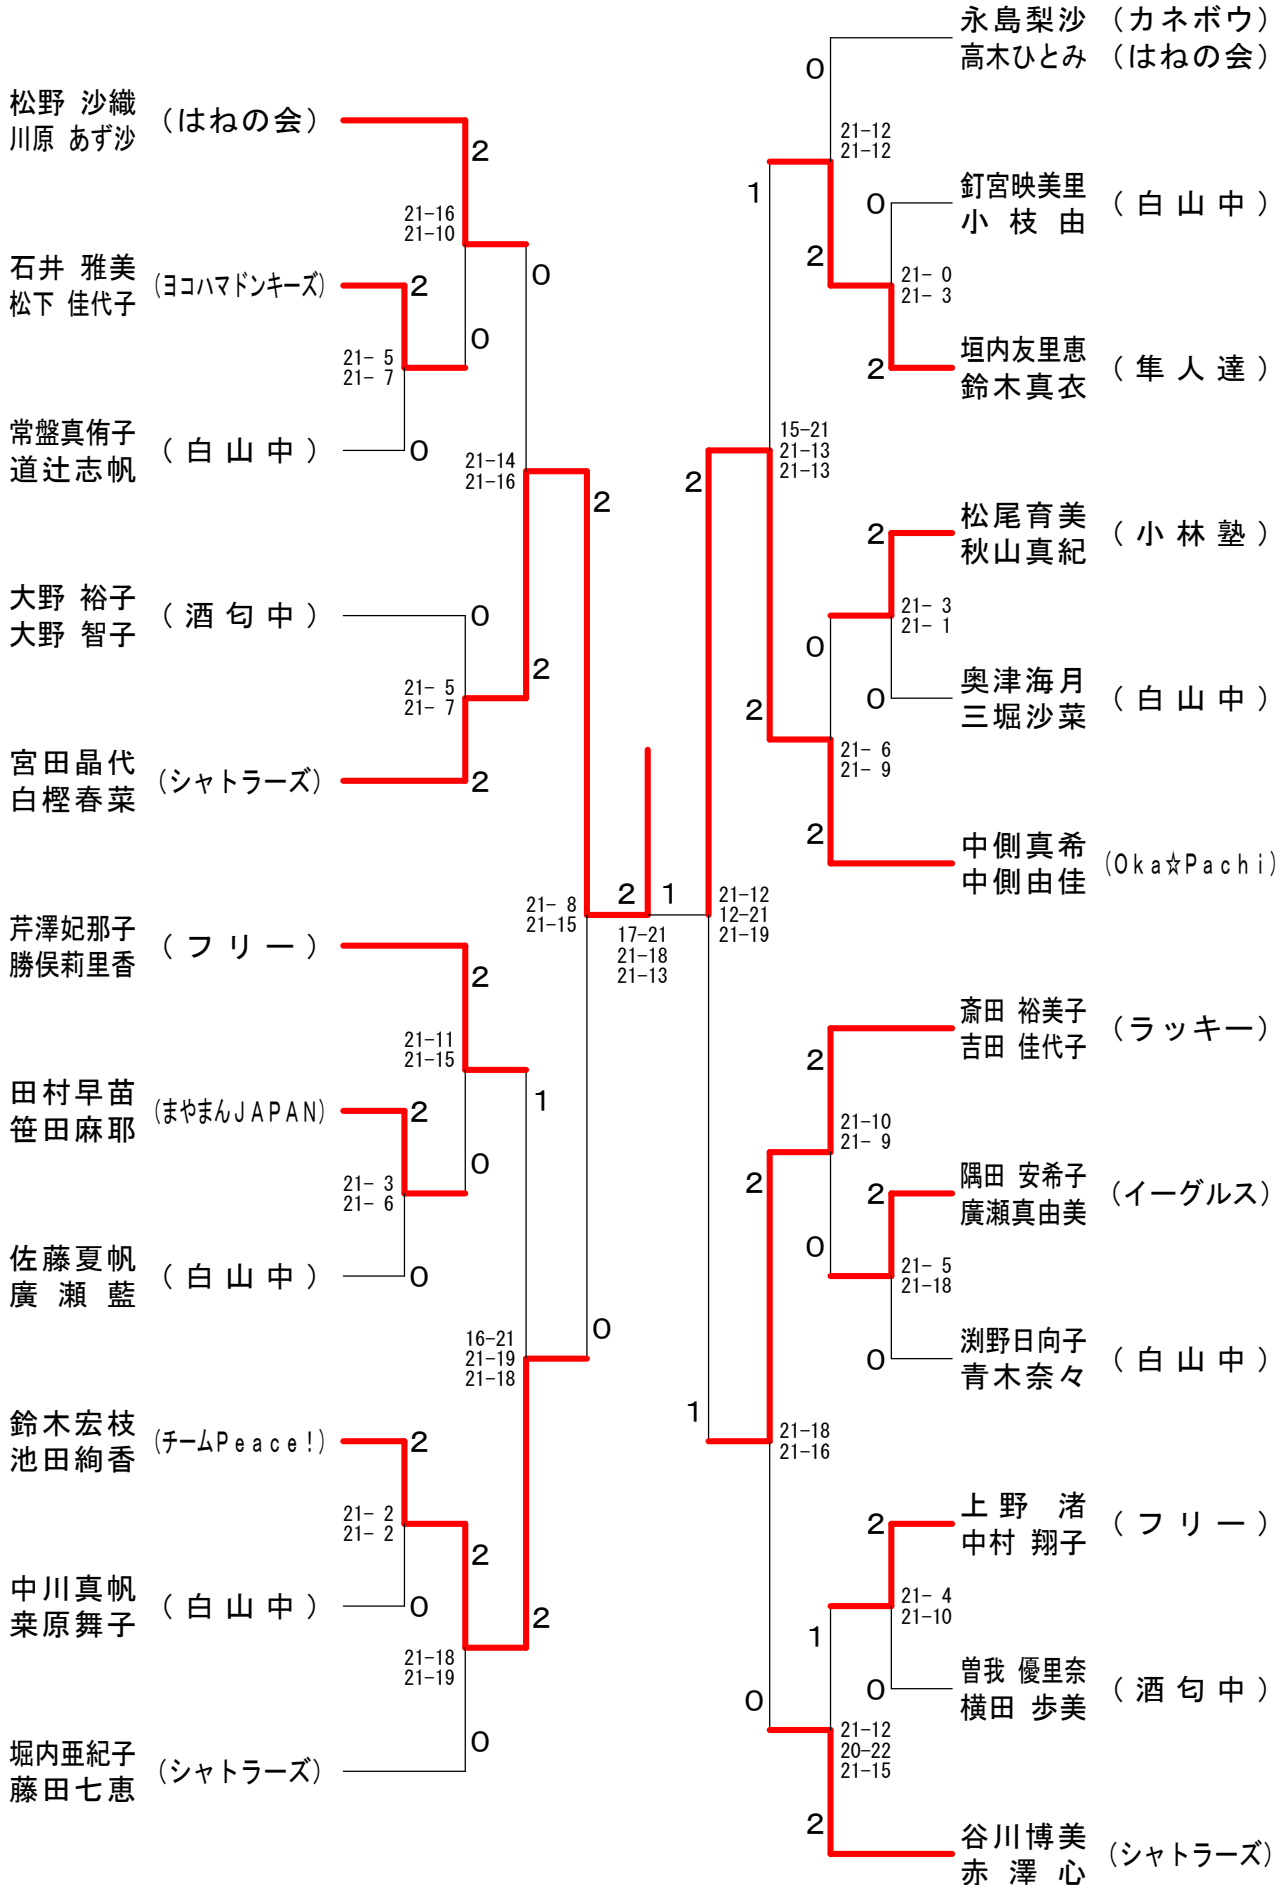 永島梨沙 (カネボウ)
高木ひとみ (はねの会)
0
松野 沙織
川原 あず沙
(はねの会)
2
21-12
21-12
1
釘宮映美里
小枝由
(白山中)
0
21-16
21-10
0
2
石井 雅美
松下 佳代子
(ヨコハマドンキーズ)
2
21- 0
21- 3
0
21- 5
21- 7
垣内友里恵
鈴木真衣
(隼人達)
2
常盤真侑子
道辻志帆
(白山中)
0
15-21
21-13
21-13
21-14
21-16
2
2
松尾育美
秋山真紀
(小林塾)
2
大野 裕子
大野 智子
(酒匂中)
0
21- 3
21- 1
0
2
奥津海月
三堀沙菜
(白山中)
0
21- 5
21- 7
2
21- 6
21- 9
宮田晶代
白樫春菜
(シャトラーズ)
2
2
中側真希
中側由佳
(Oka☆Pachi)
21- 8
21-15
2
1
21-12
12-21
21-19
17-21
21-18
21-13
芹澤妃那子
勝俣莉里香
(フリー)
2
斎田 裕美子
吉田 佳代子
(ラッキー)
2
21-11
21-15
1
田村早苗
笹田麻耶
(まやまんJAPAN)
2
21-10
21- 9
0
2
隅田 安希子
廣瀬真由美
(イーグルス)
2
21- 3
21- 6
0
佐藤夏帆
廣瀬藍
(白山中)
0
21- 5
21-18
0
16-21
21-19
21-18
渕野日向子
青木奈々
(白山中)
0
1
鈴木宏枝
池田絢香
(チームPeace!)
2
21-18
21-16
21- 2
21- 2
2
上野 渚
中村 翔子
(フリー)
2
中川真帆
桒原舞子
(白山中)
0
2
21- 4
21-10
1
21-18
21-19
曽我 優里奈
横田 歩美
(酒匂中)
0
0
堀内亜紀子
藤田七恵
(シャトラーズ)
0
21-12
20-22
21-15
2
谷川博美
赤澤心
(シャトラーズ)